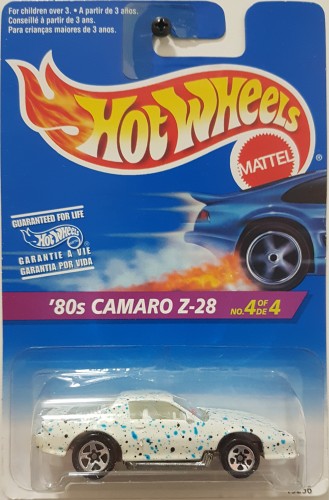 For children over 3. • A partir de 3 anos.
Conseillé à partir de 3 ans.
Para crianças maiores de 3 anos.
HOT WHEELS
MATTEL
GUARANTEED FOR LIFE
Hot Wheels
GARANTIE A VIE
GARANTIA POR VIDA
'80s CAMARO Z-28 NO. 4 OF DE 4